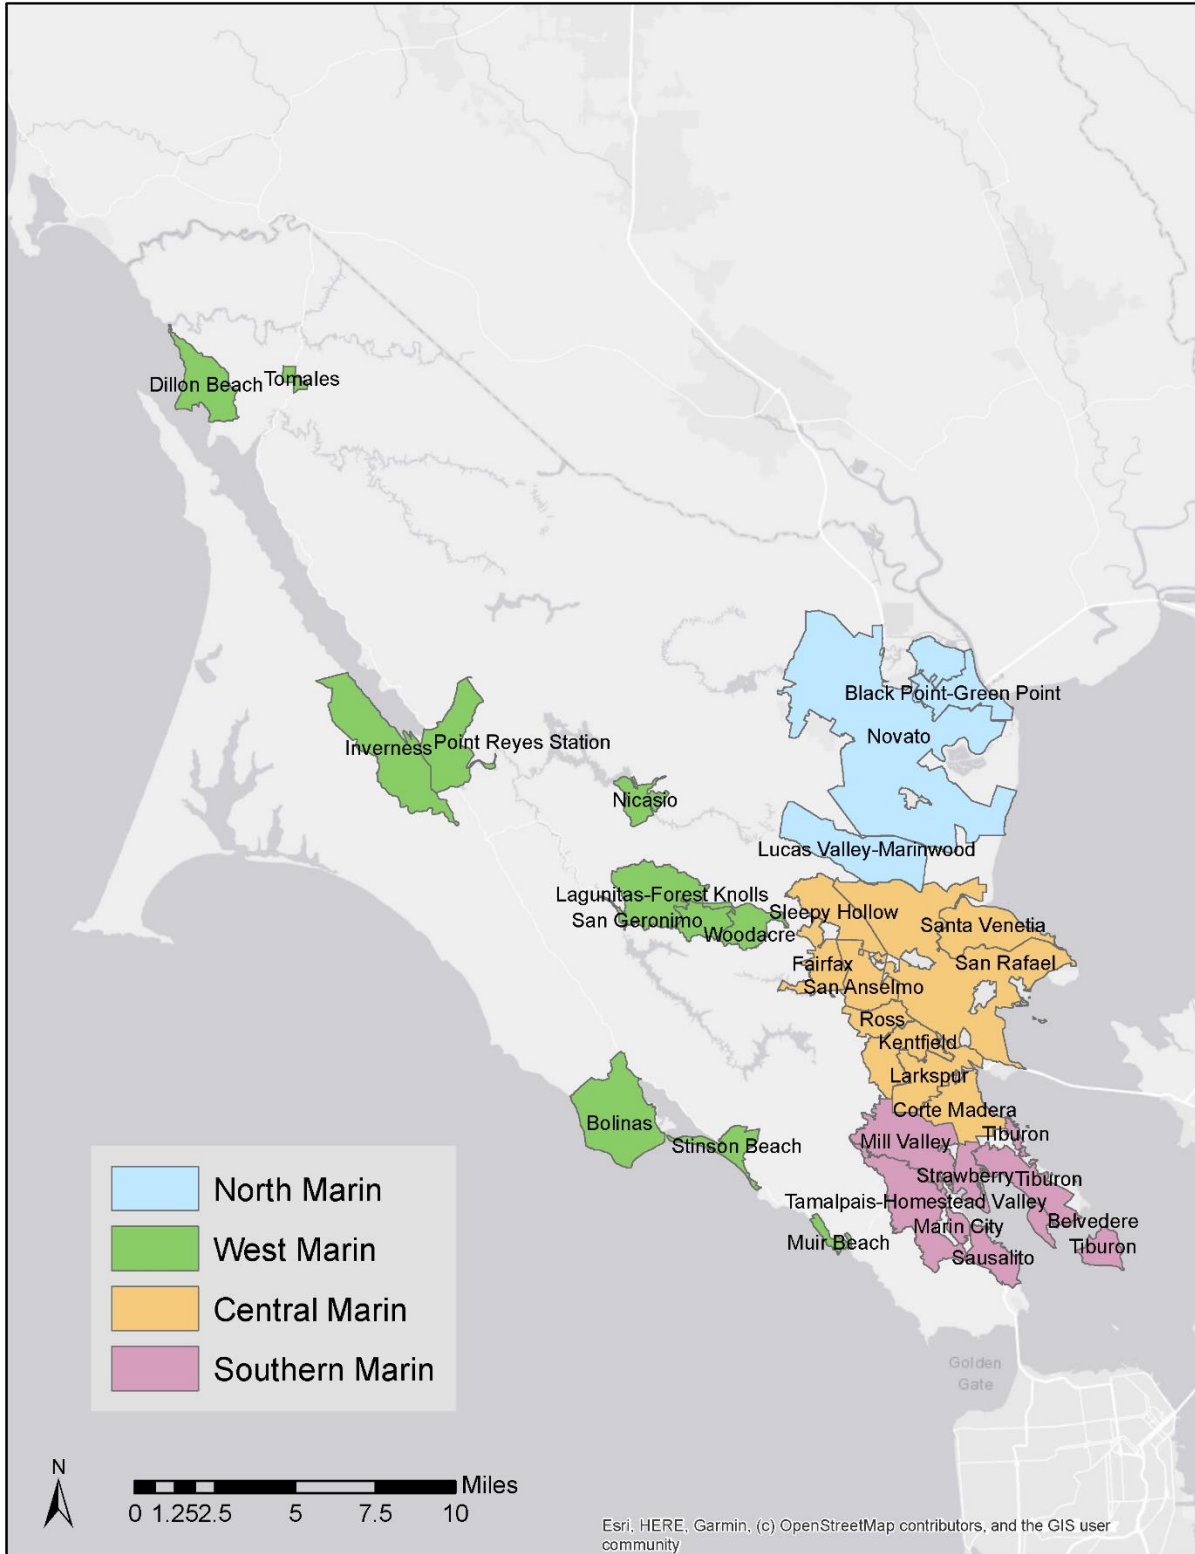 Dillon Beach
Tomales
Black Point-Green Point
Novato
Inverness
Point Reyes Station
Nicasio
Lucas Valley-Marinwood
Lagunitas-Forest Knolls
San Geronimo
Woodacre
Sleepy Hollow
Santa Venetia
Fairfax
San Rafael
San Anselmo
Ross
Kentfield
Larkspur
Corte Madera
Bolinas
Stinson Beach
Mill Valley
Tiburon
Strawberry
Tiburon
Tamalpais-Homestead Valley
Marin City
Belvedere
Tiburon
Muir Beach
Sausalito
North Marin
West Marin
Central Marin
Southern Marin
Golden
Gate
N
Miles
0 1.25 2.5 5 7.5 10
Esri, HERE, Garmin, (c) OpenStreetMap contributors, and the GIS user
community